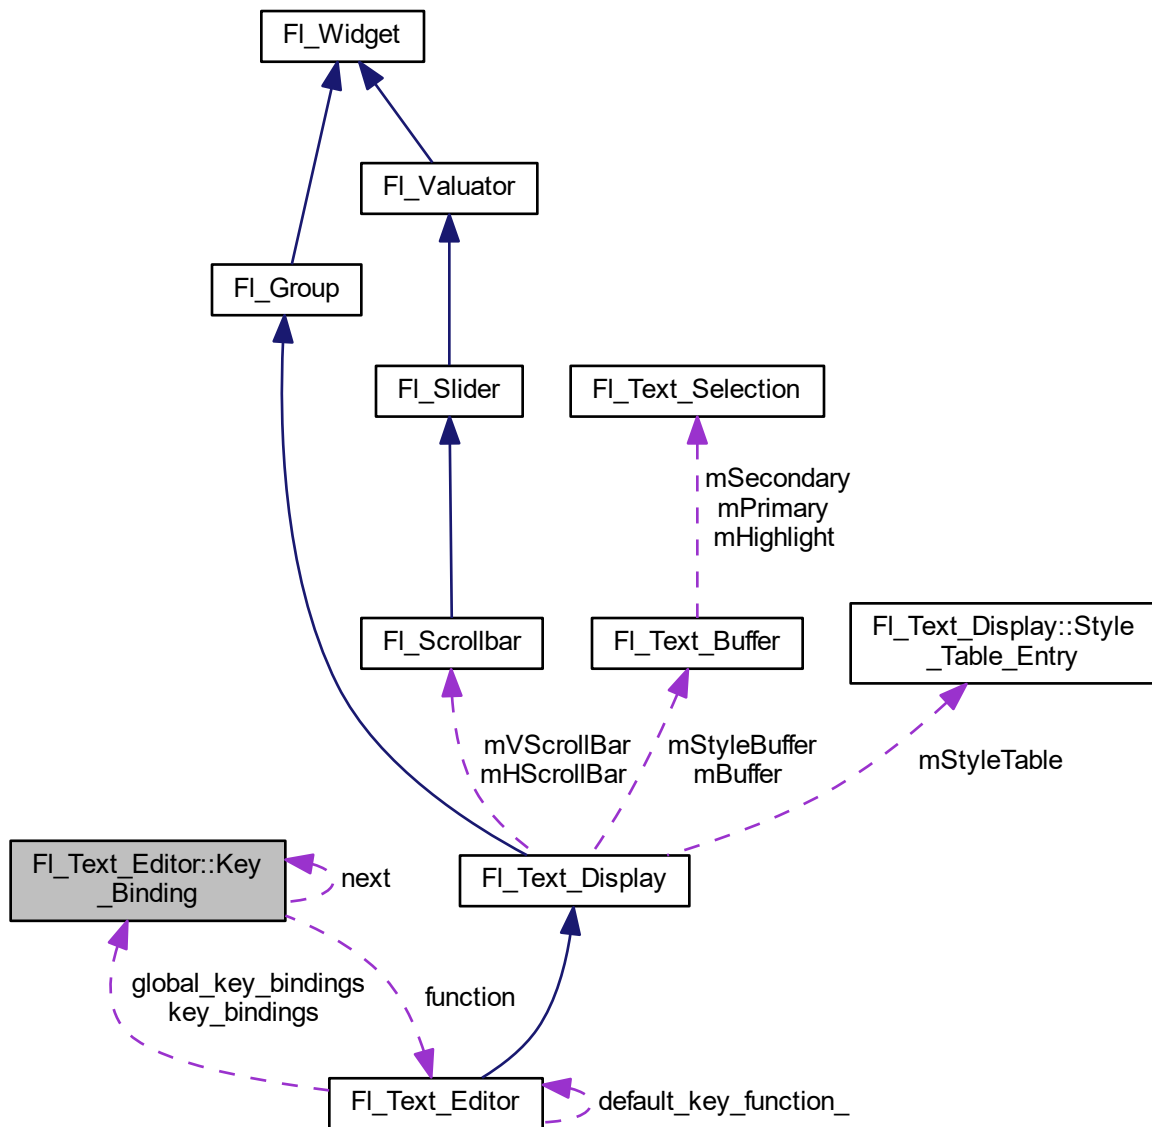 Fl_Widget
Fl_Valuator
Fl_Group
Fl_Slider
Fl_Text_Selection
mSecondary
mPrimary
mHighlight
Fl_Scrollbar
Fl_Text_Buffer
Fl_Text_Display::Style
_Table_Entry
mVScrollBar
mHScrollBar
mStyleBuffer
mBuffer
mStyleTable
Fl_Text_Editor::Key
_Binding
next
Fl_Text_Display
global_key_bindings
key_bindings
function
Fl_Text_Editor
default_key_function_